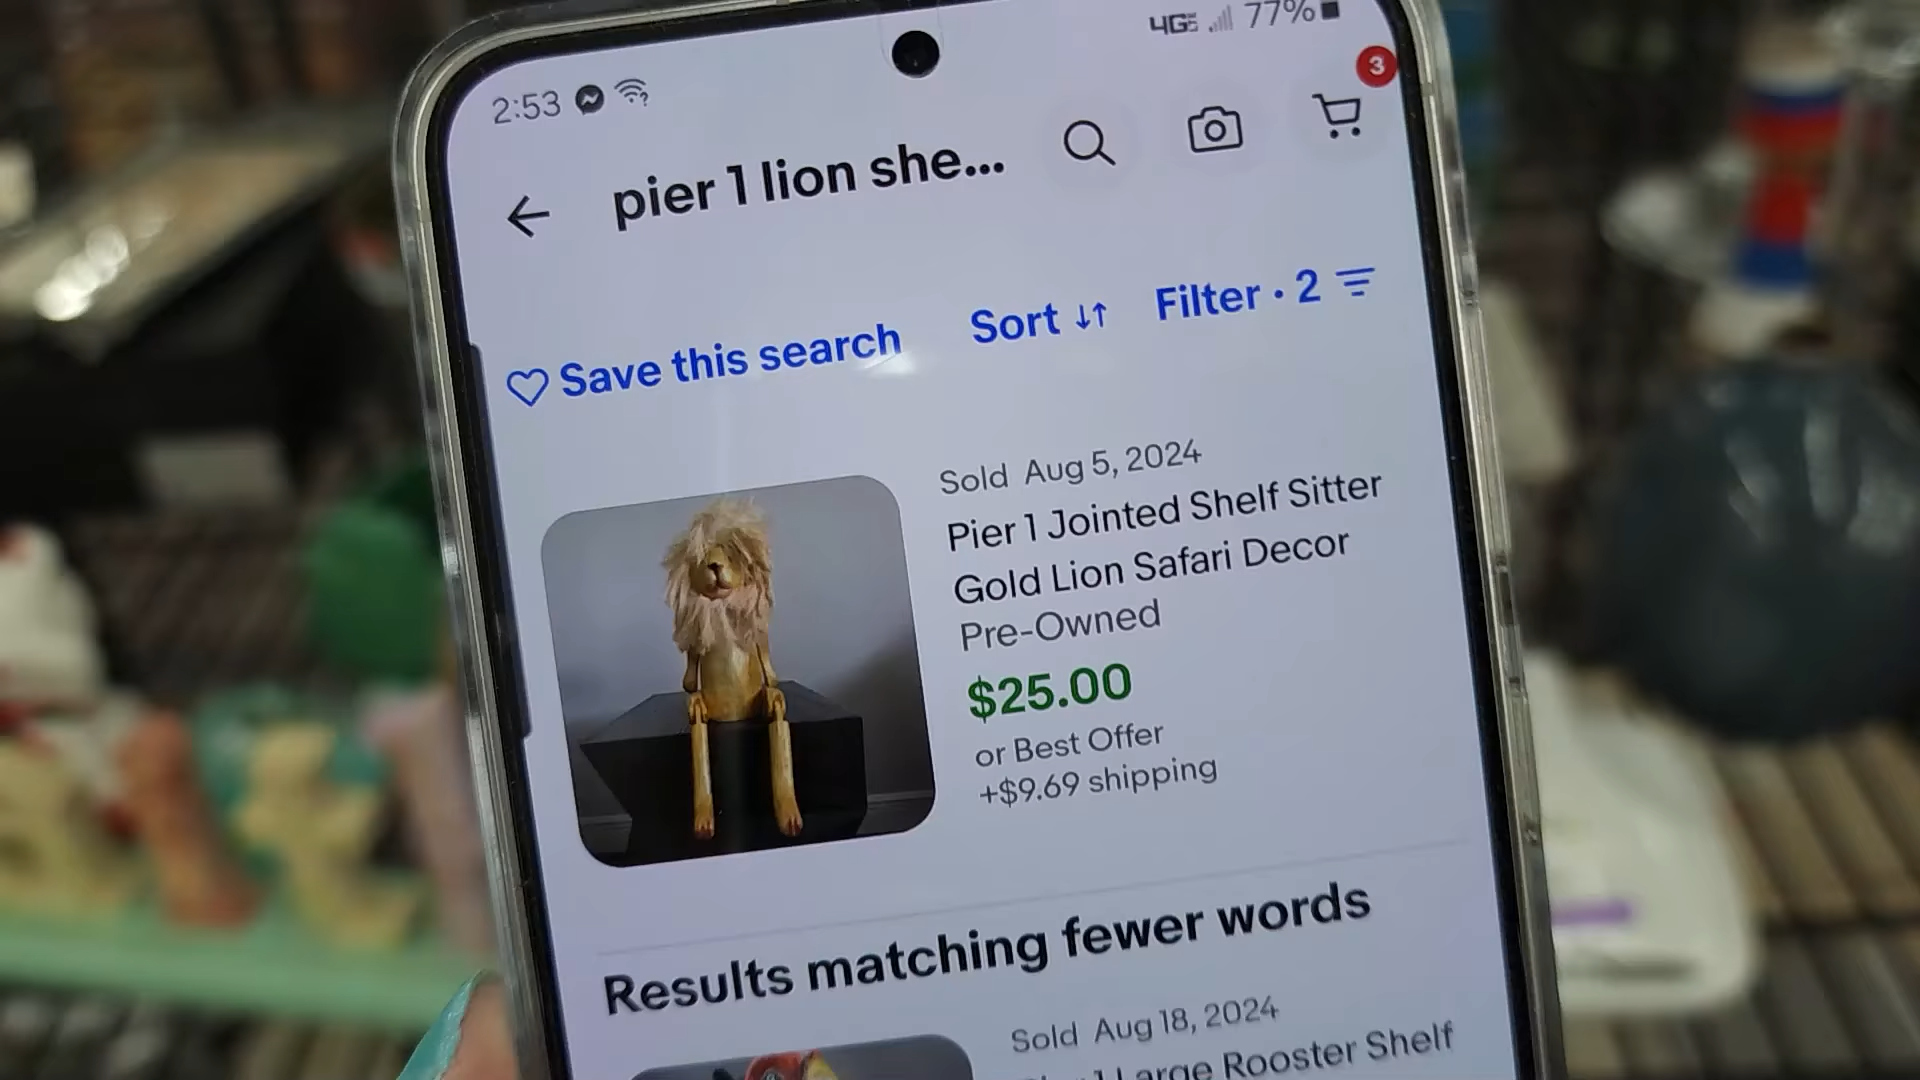 2:53
4GE 77%
3
pier 1 lion she...
Save this search
Sort
Filter • 2
Sold Aug 5, 2024
Pier 1 Jointed Shelf Sitter
Gold Lion Safari Decor
Pre-Owned
$25.00
or Best Offer
+$9.69 shipping
Results matching fewer words
Sold Aug 18, 2024
1 Large Rooster Shelf